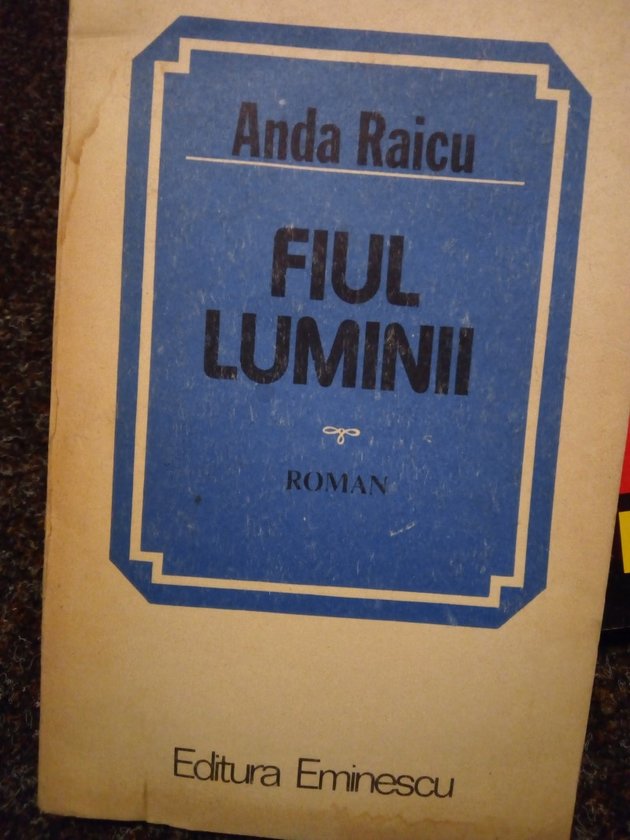 Anda Raicu
FIUL
LUMINII
ROMAN
Editura Eminescu